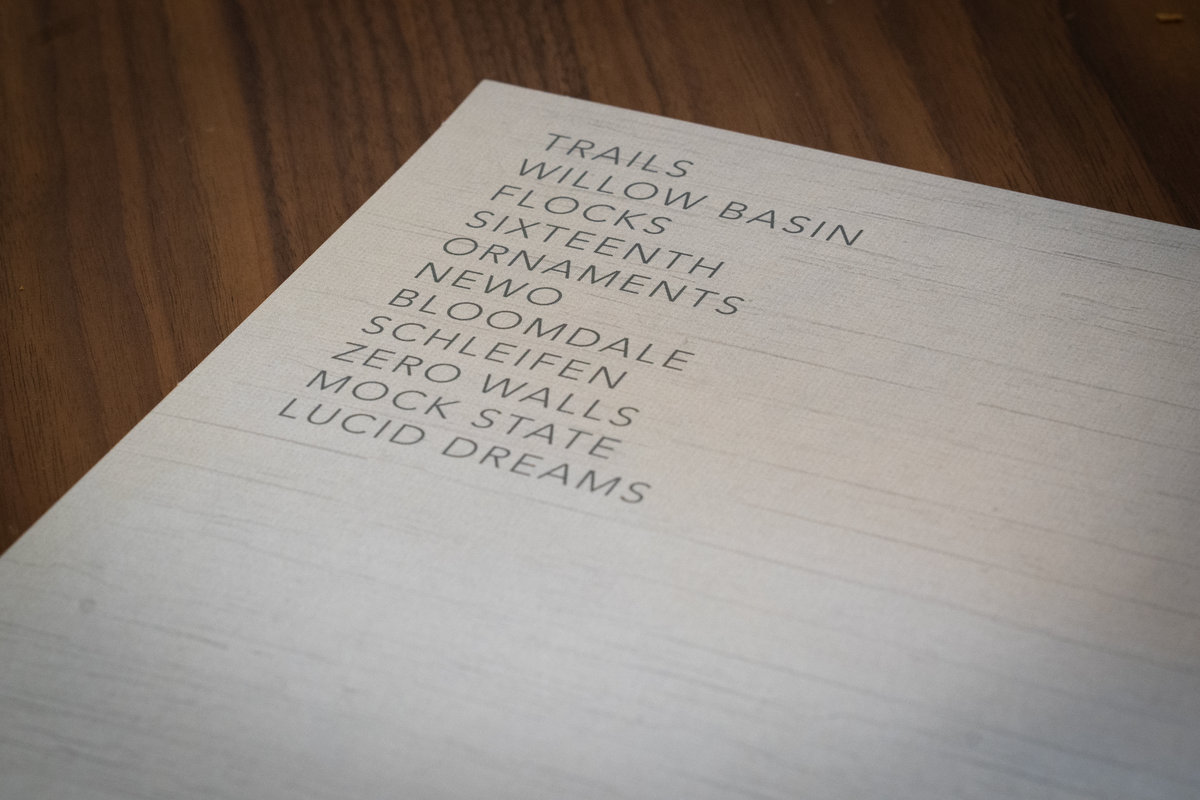 TRAILS
WILLOW BASIN
FLOCKS
SIXTEENTH
ORNAMENTS
NEWO
BLOOMDALE
SCHLEIFEN
ZERO WALLS
MOCK STATE
LUCID DREAMS